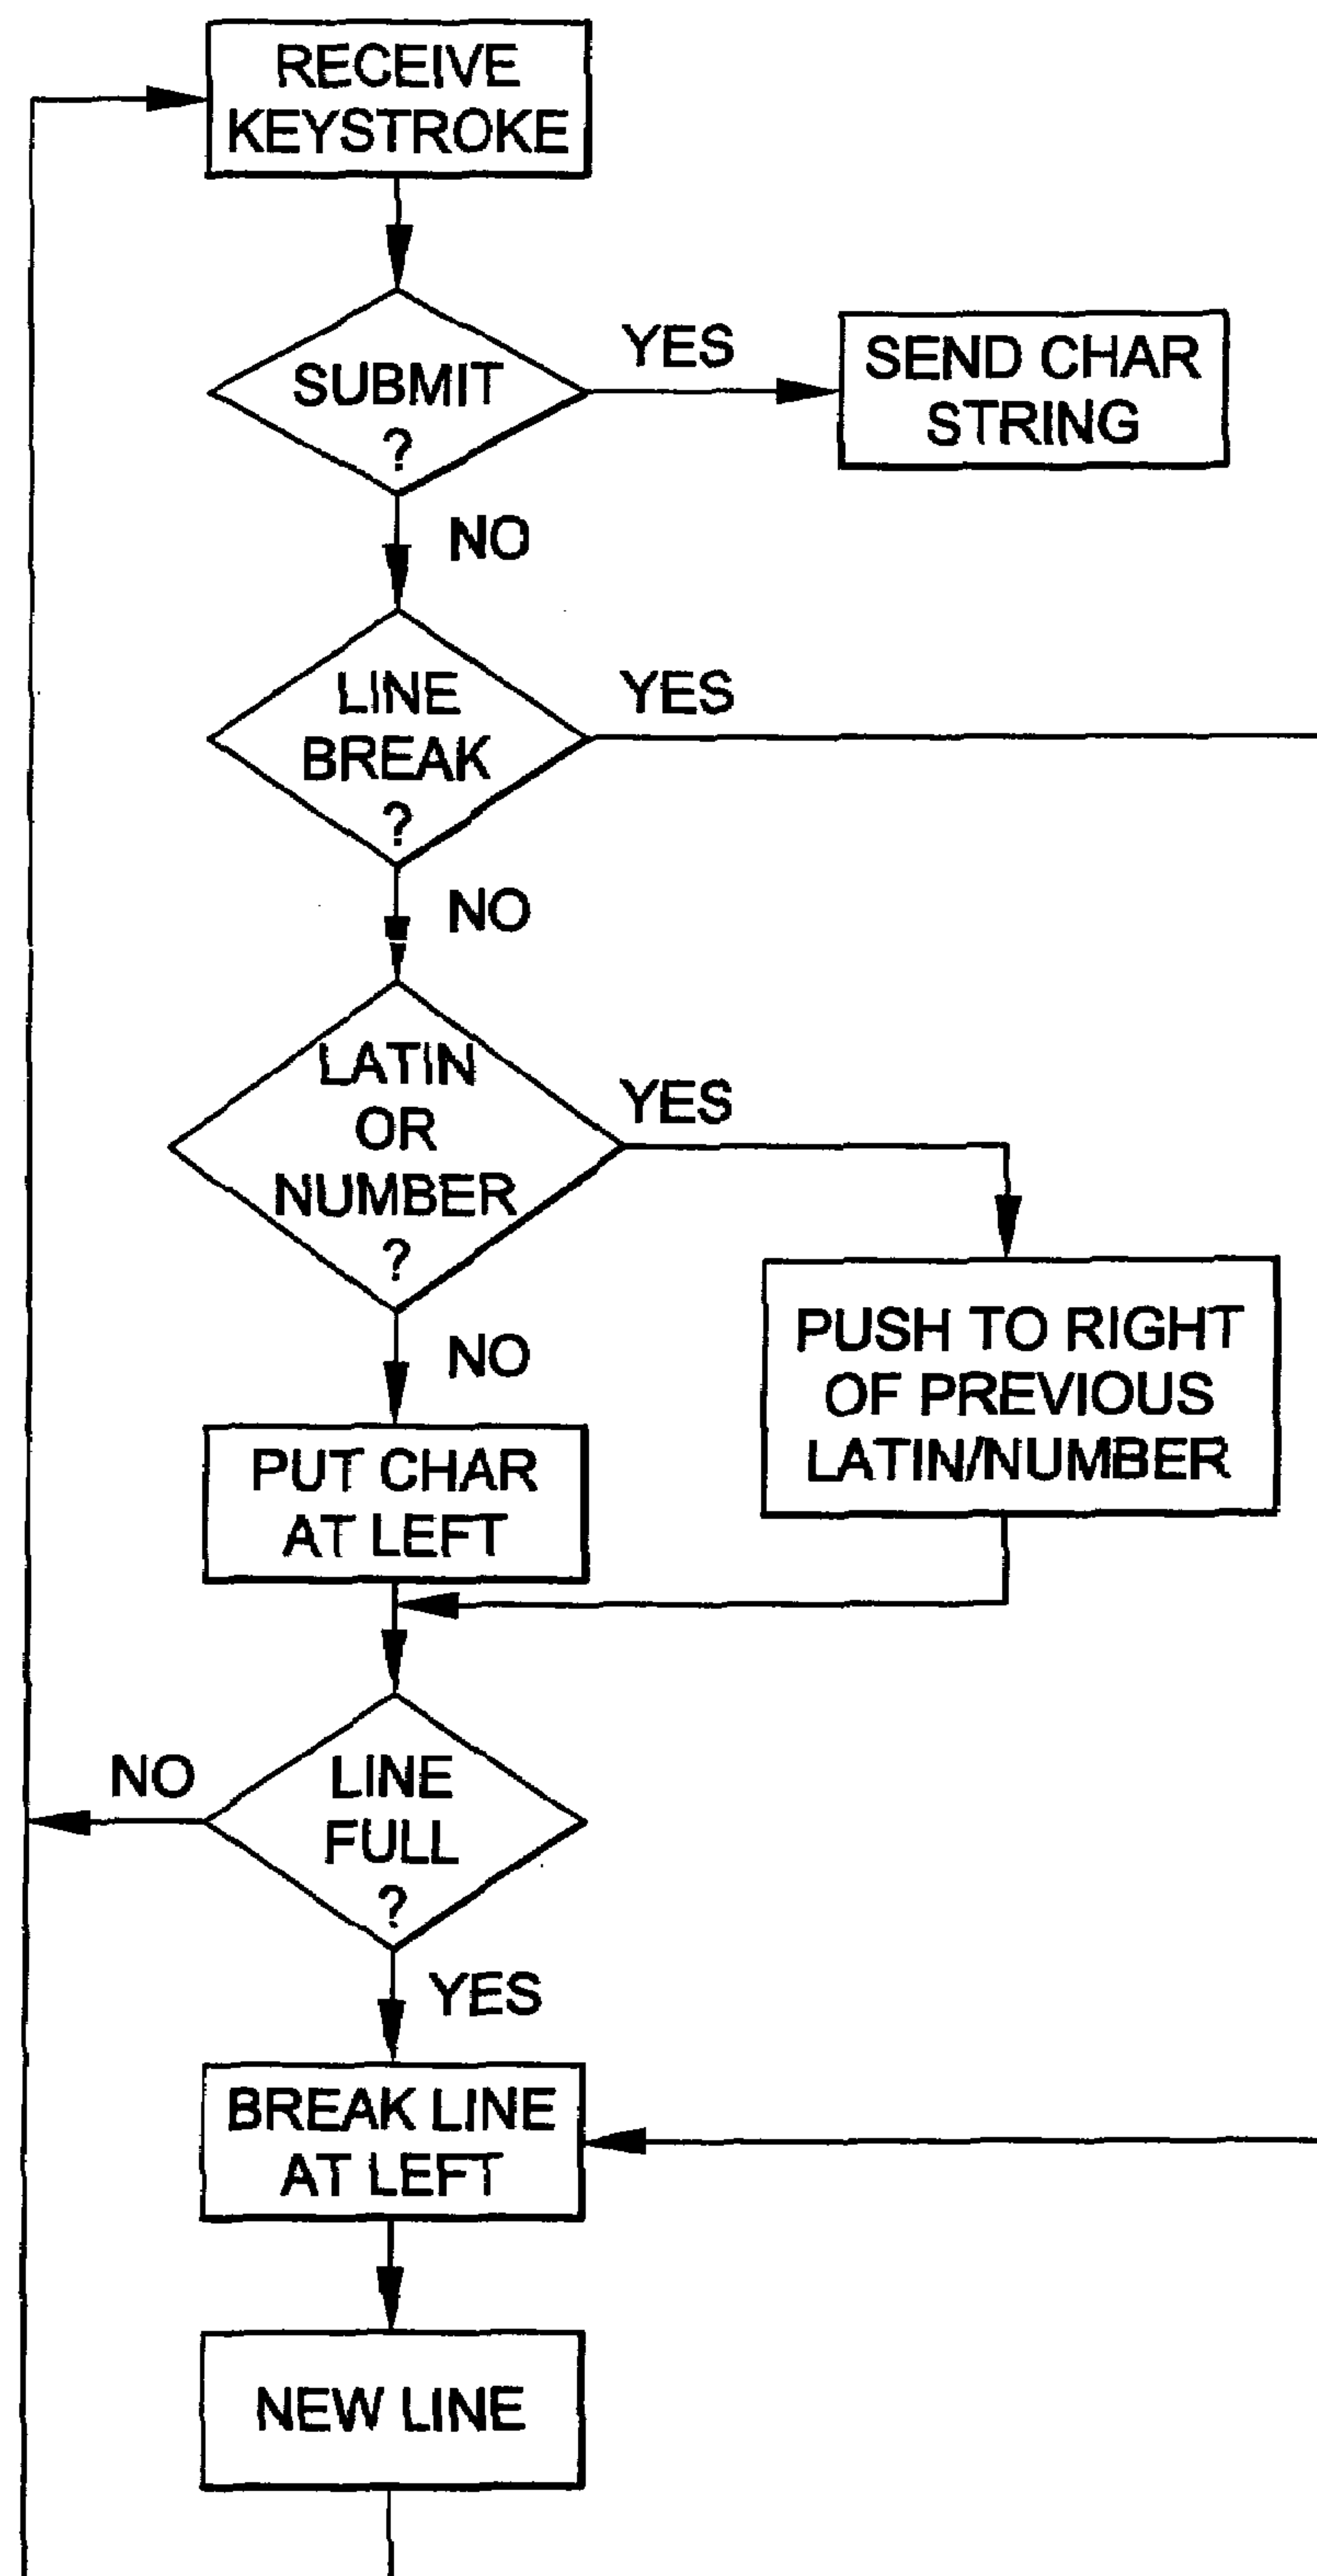 RECEIVE
KEYSTROKE
SUBMIT
?
YES
SEND CHAR
STRING
NO
LINE
BREAK
?
YES
NO
LATIN
OR
NUMBER
?
YES
PUSH TO RIGHT
OF PREVIOUS
LATIN/NUMBER
NO
PUT CHAR
AT LEFT
LINE
FULL
?
NO
YES
BREAK LINE
AT LEFT
NEW LINE